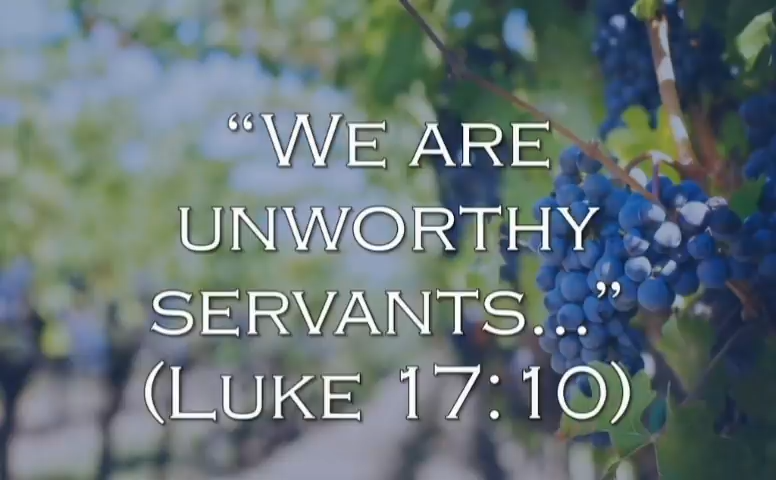 “We are
unworthy
servants...”
(Luke 17:10)